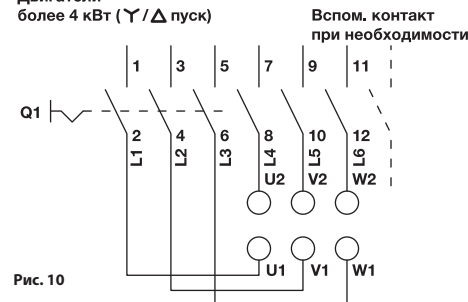 Двигатели
более 4 кВт (Y/Δ пуск)
Вспом. контакт
при необходимости
1 3 5 7 9 11
Q1
2 4 6 8 10 12
L1 L2 L3 L4 L5 L6
U2 V2 W2
U1 V1 W1
Рис. 10